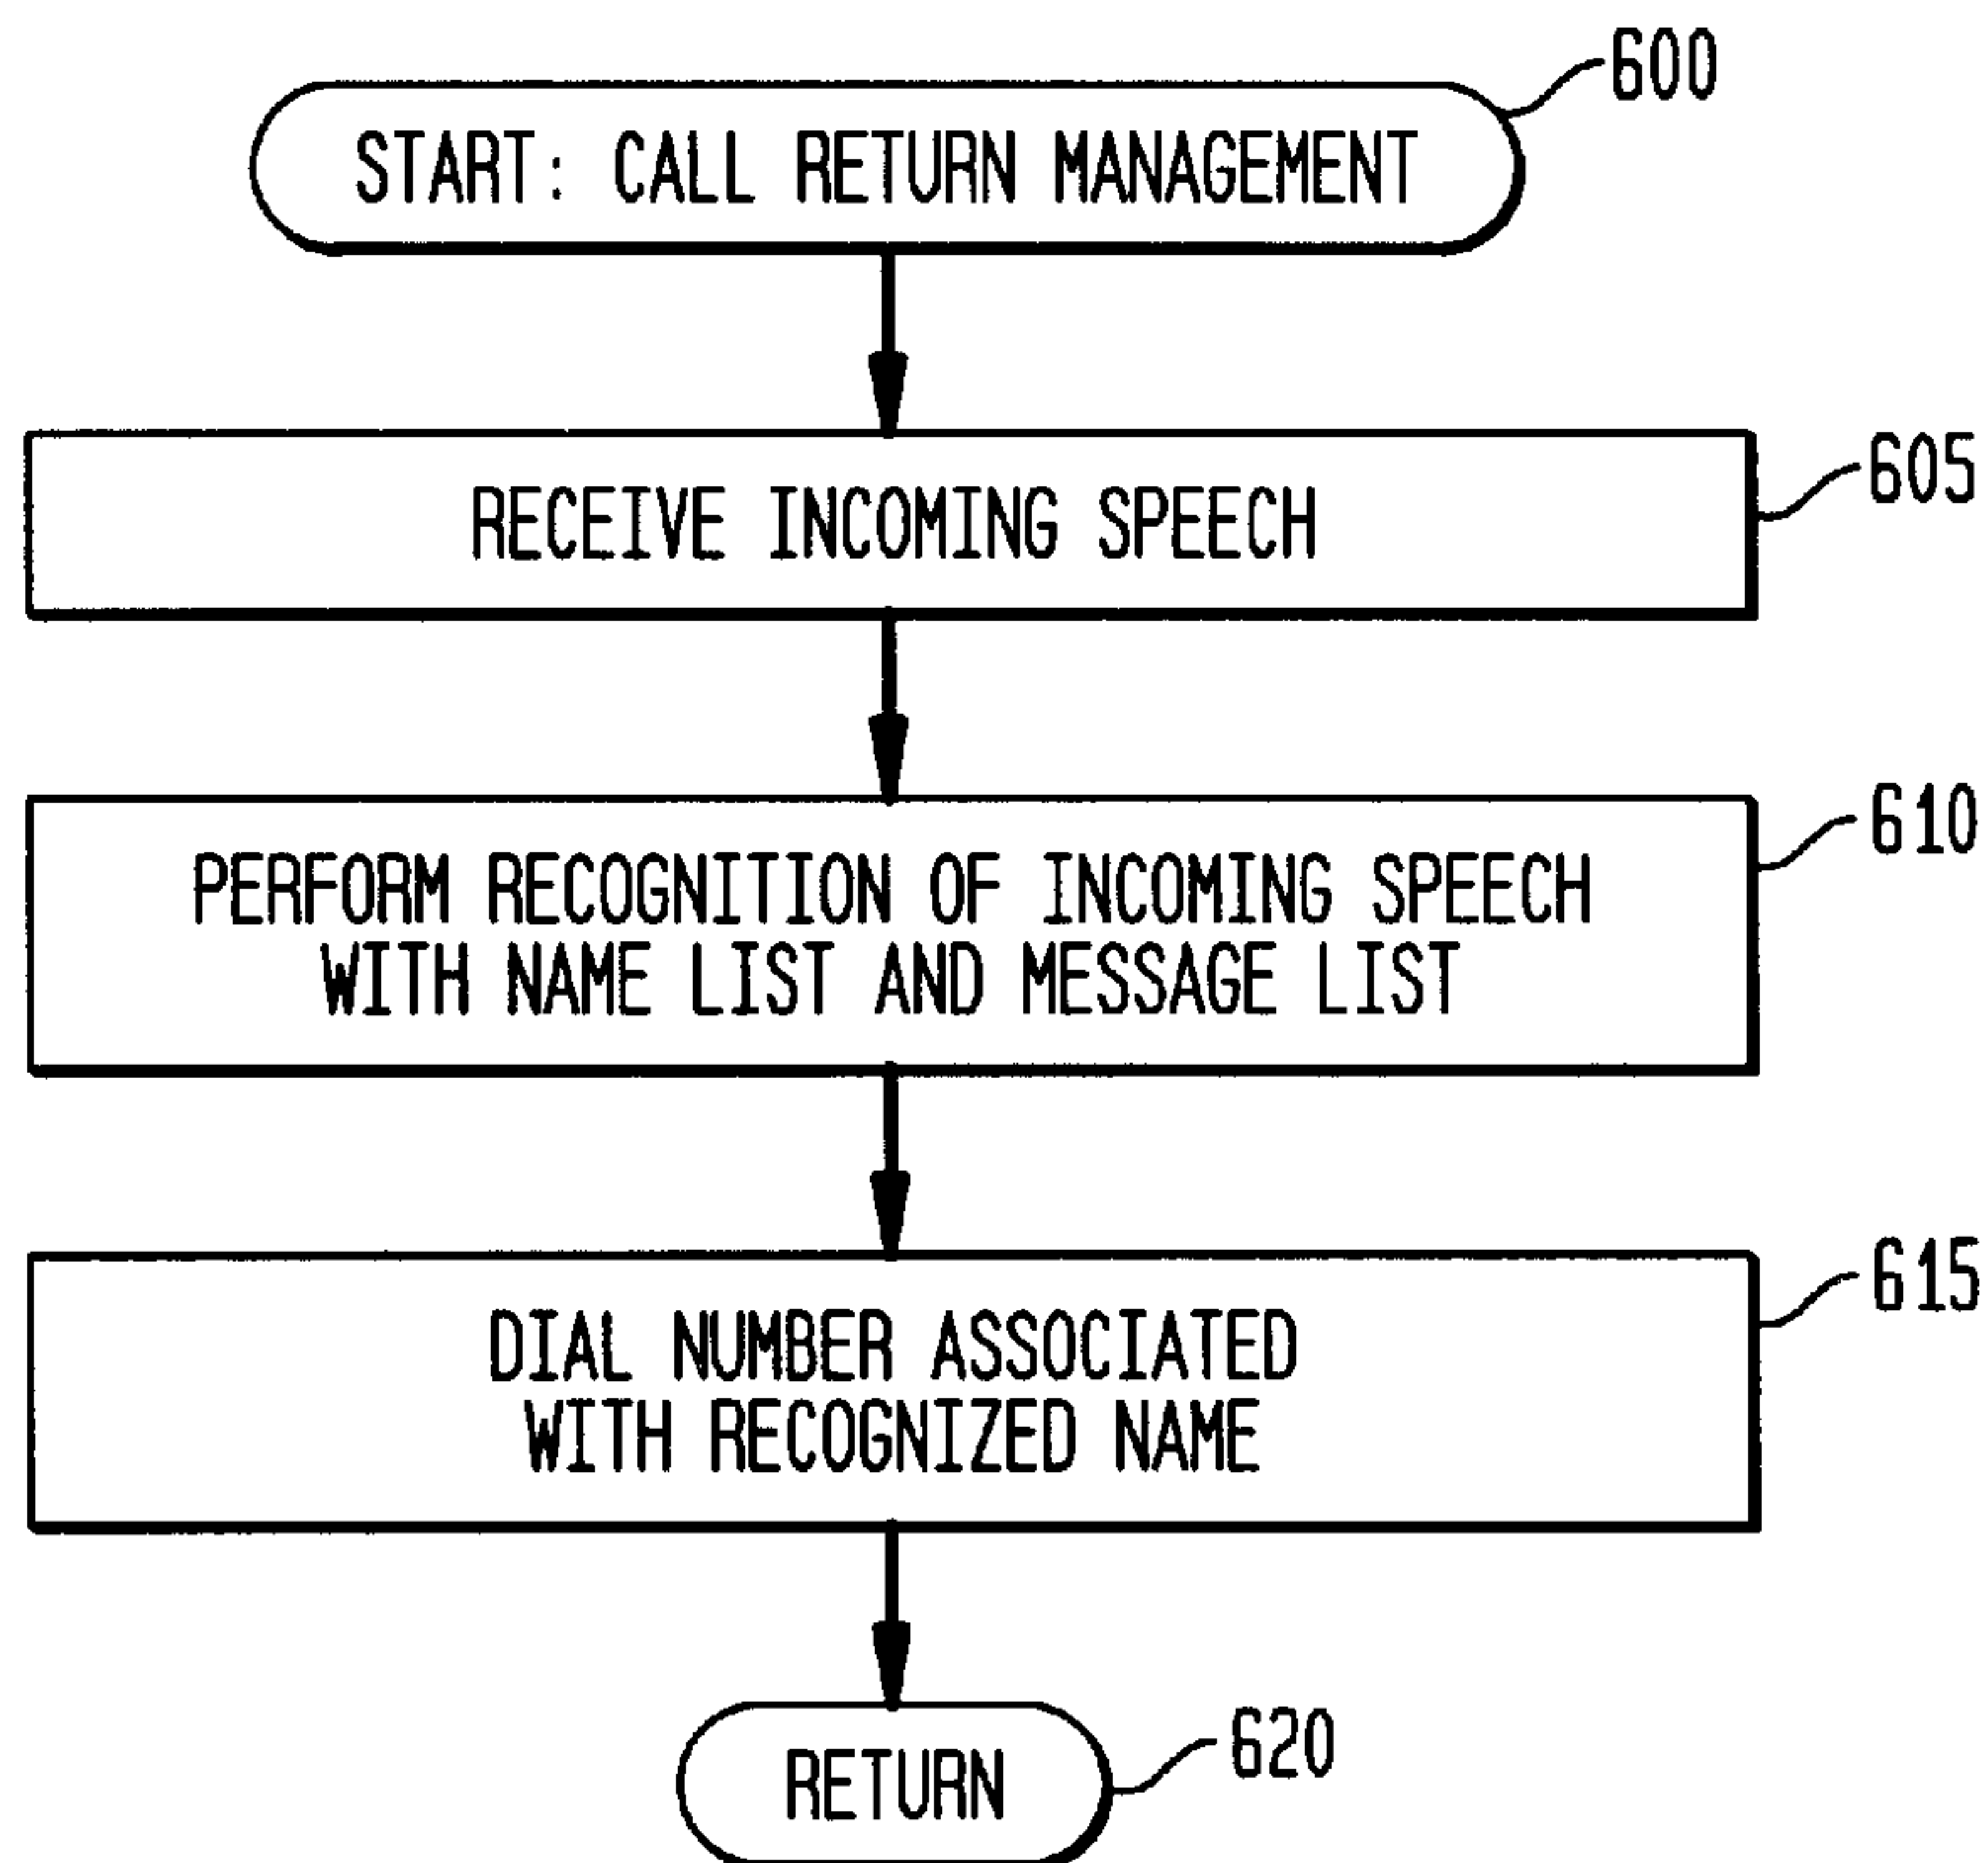 600
START: CALL RETURN MANAGEMENT
605
RECEIVE INCOMING SPEECH
610
PERFORM RECOGNITION OF INCOMING SPEECH
WITH NAME LIST AND MESSAGE LIST
615
DIAL NUMBER ASSOCIATED
WITH RECOGNIZED NAME
620
RETURN